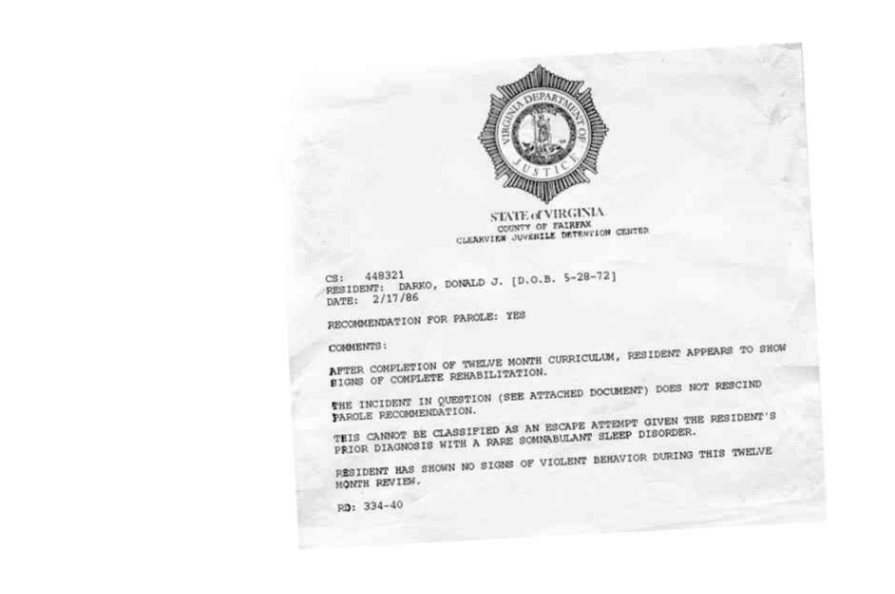 VIRGINIA DEPARTMENT OF
JUSTICE
STATE of VIRGINIA
COUNTY OF FAIRFAX
CLEARVIEW JUVENILE DETENTION CENTER
CS: 448321
RESIDENT: DARKO, DONALD J. [D.O.B. 5-28-72]
DATE: 2/17/86
RECOMMENDATION FOR PAROLE: YES
COMMENTS:
AFTER COMPLETION OF TWELVE MONTH CURRICULUM, RESIDENT APPEARS TO SHOW
SIGNS OF COMPLETE REHABILITATION.
THE INCIDENT IN QUESTION (SEE ATTACHED DOCUMENT) DOES NOT RESCIND
PAROLE RECOMMENDATION.
THIS CANNOT BE CLASSIFIED AS AN ESCAPE ATTEMPT GIVEN THE RESIDENT'S
PRIOR DIAGNOSIS WITH A RARE SOMNABULANT SLEEP DISORDER.
RESIDENT HAS SHOWN NO SIGNS OF VIOLENT BEHAVIOR DURING THIS TWELVE
MONTH REVIEW.
RD: 334-40